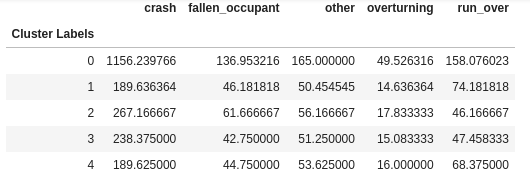 crash fallen_occupant other overturning run_over
Cluster Labels
0 1156.239766 136.953216 165.000000 49.526316 158.076023
1 189.636364 46.181818 50.454545 14.636364 74.181818
2 267.166667 61.666667 56.166667 17.833333 46.166667
3 238.375000 42.750000 51.250000 15.083333 47.458333
4 189.625000 44.750000 53.625000 16.000000 68.375000